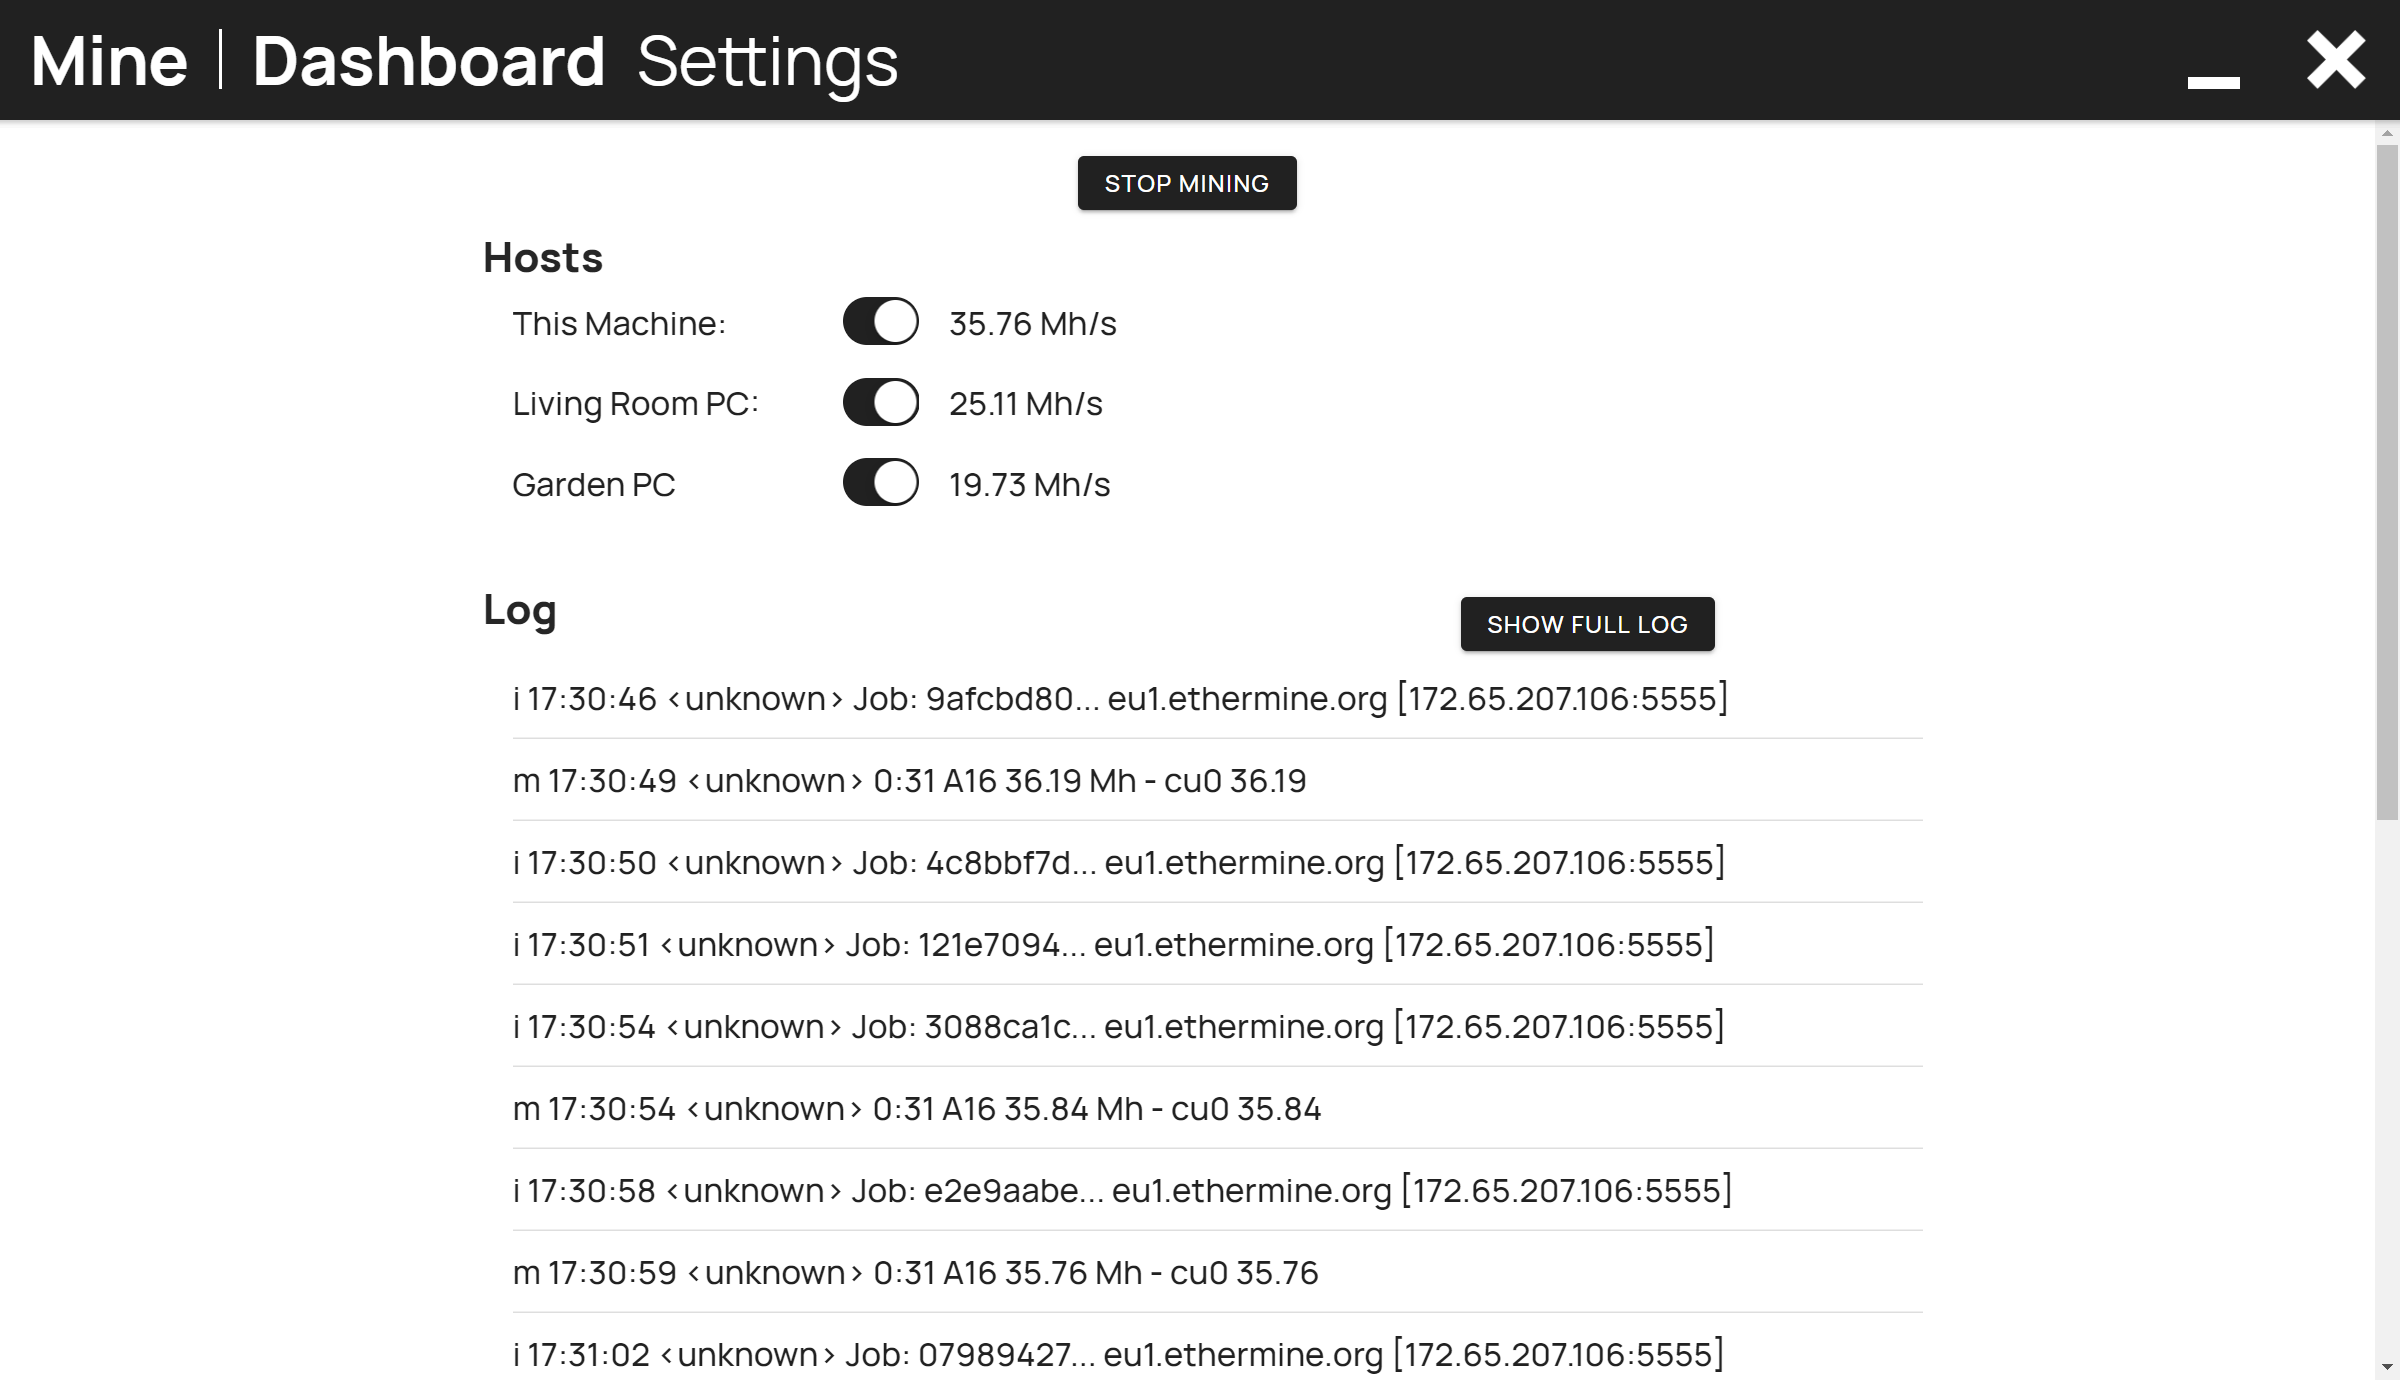 Mine | Dashboard Settings
STOP MINING
Hosts
This Machine: 35.76 Mh/s
Living Room PC: 25.11 Mh/s
Garden PC 19.73 Mh/s
Log SHOW FULL LOG
i 17:30:46 <unknown> Job: 9afcbd80... eu1.ethermine.org [172.65.207.106:5555]
m 17:30:49 <unknown> 0:31 A16 36.19 Mh - cu0 36.19
i 17:30:50 <unknown> Job: 4c8bbf7d... eu1.ethermine.org [172.65.207.106:5555]
i 17:30:51 <unknown> Job: 121e7094... eu1.ethermine.org [172.65.207.106:5555]
i 17:30:54 <unknown> Job: 3088ca1c... eu1.ethermine.org [172.65.207.106:5555]
m 17:30:54 <unknown> 0:31 A16 35.84 Mh - cu0 35.84
i 17:30:58 <unknown> Job: e2e9aabe... eu1.ethermine.org [172.65.207.106:5555]
m 17:30:59 <unknown> 0:31 A16 35.76 Mh - cu0 35.76
i 17:31:02 <unknown> Job: 07989427... eu1.ethermine.org [172.65.207.106:5555]